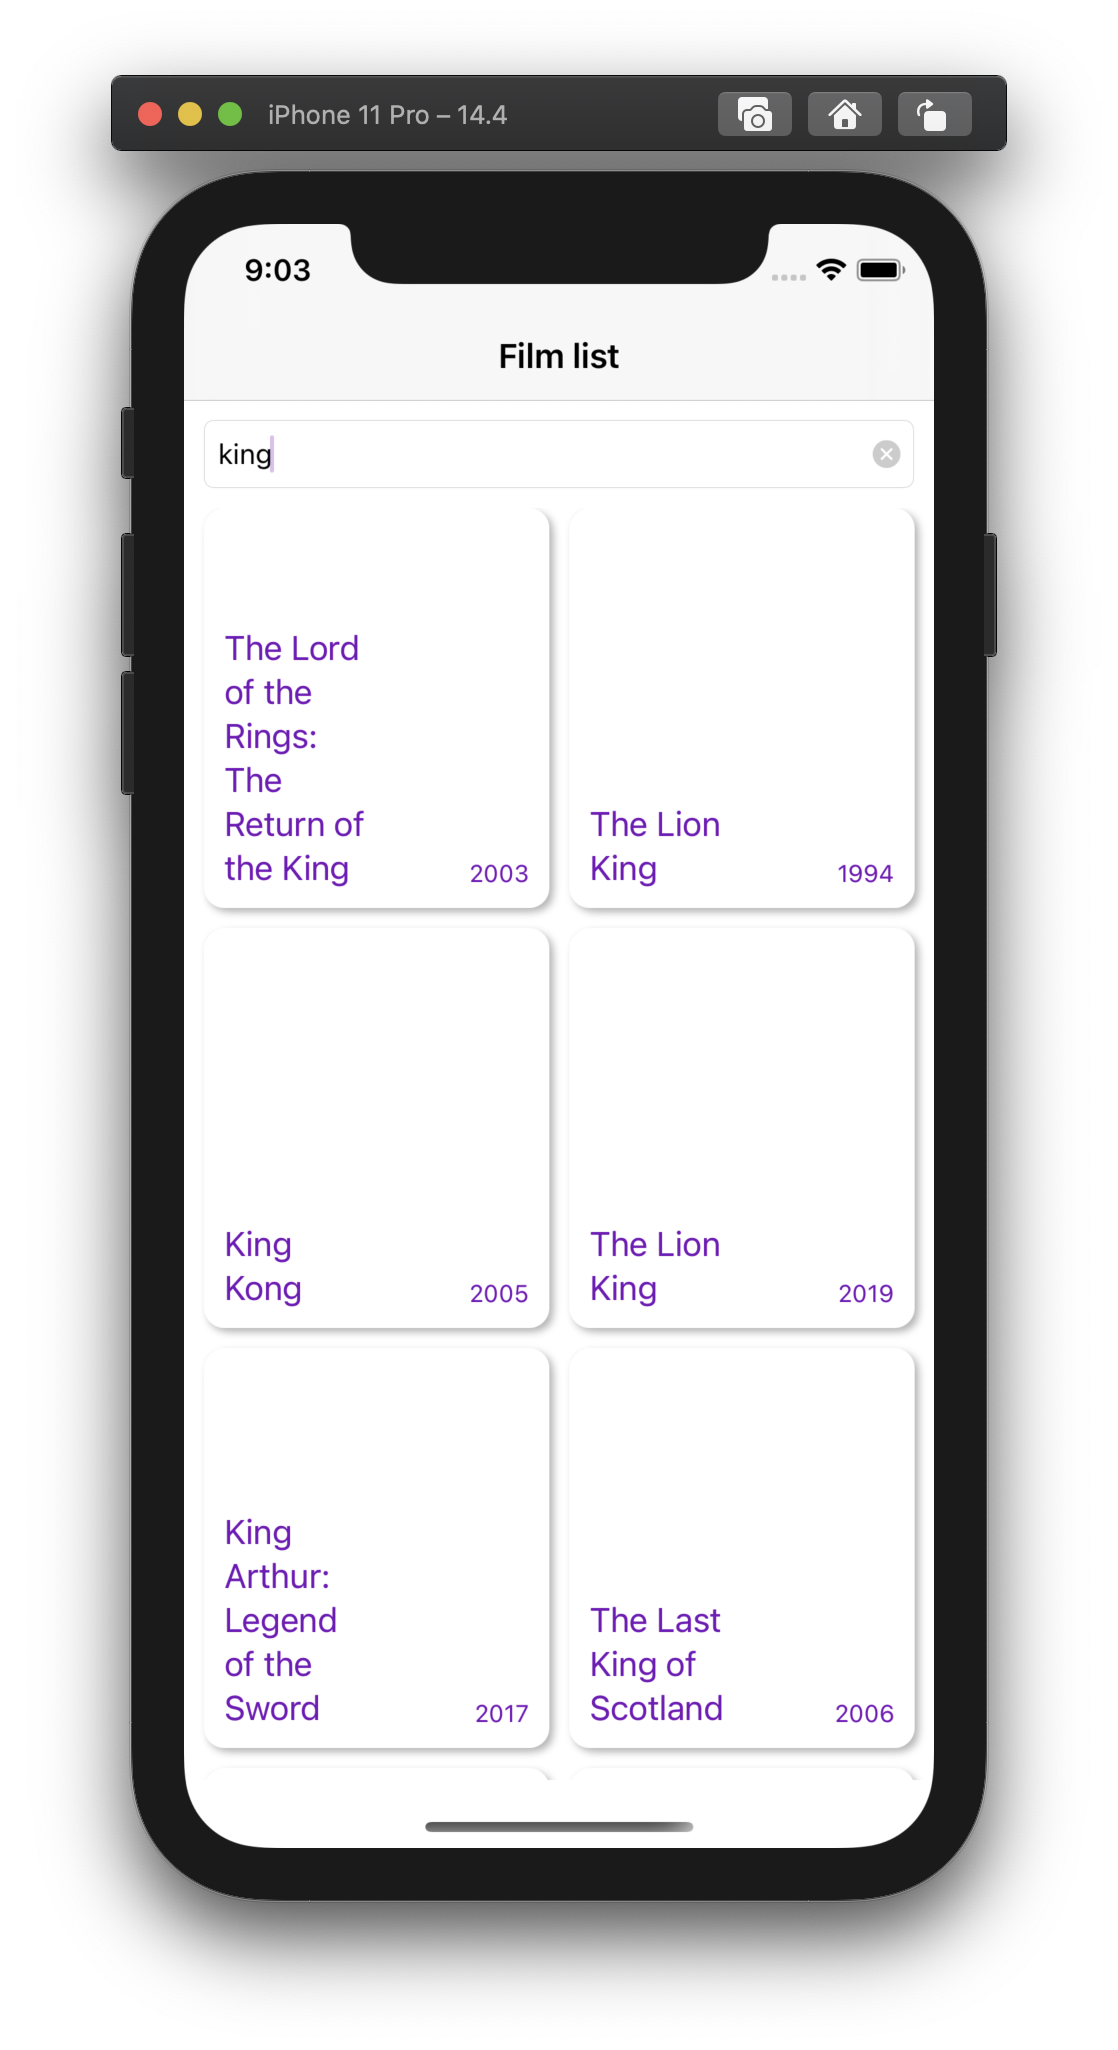 iPhone 11 Pro – 14.4
9:03
Film list
king
The Lord
of the
Rings:
The
Return of
the King
2003
The Lion
King
1994
King
Kong
2005
The Lion
King
2019
King
Arthur:
Legend
of the
Sword
2017
The Last
King of
Scotland
2006